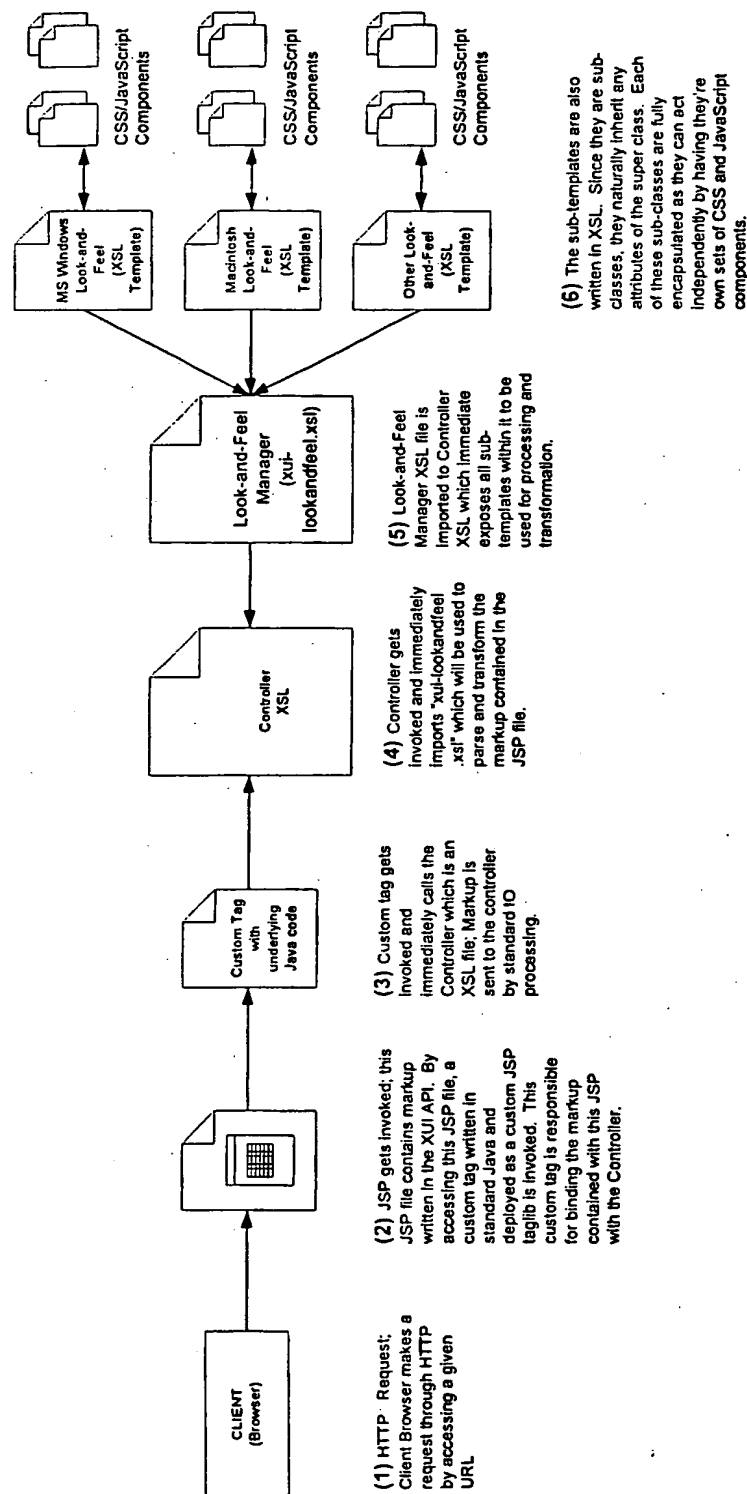 CLIENT
(Browser)
Custom Tag
with
underlying
Java code
Controller
XSL
Look-and-Feel
Manager
(xui-
lookandfeel.xsl)
MS Windows
Look-and-
Feel
(XSL
Template)
CSS/JavaScript
Components
Macintosh
Look-and-
Feel
(XSL
Template)
CSS/JavaScript
Components
Other Look-
and-Feel
(XSL
Template)
CSS/JavaScript
Components
(1) HTTP Request;
Client Browser makes a
request through HTTP
by accessing a given
URL
(2) JSP gets invoked; this
JSP file contains markup
written in the XUI API. By
accessing this JSP file, a
custom tag written in
standard Java and
deployed as a custom JSP
taglib is invoked. This
custom tag is responsible
for binding the markup
contained with this JSP
with the Controller.
(3) Custom tag gets
invoked and
immediately calls the
Controller which is an
XSL file; Markup is
sent to the controller
by standard IO
processing.
(4) Controller gets
invoked and immediately
imports "xui-lookandfeel
.xsl" which will be used to
parse and transform the
markup contained in the
JSP file.
(5) Look-and-Feel
Manager XSL file is
imported to Controller
XSL which immediate
exposes all sub-
templates within it to be
used for processing and
transformation.
(6) The sub-templates are also
written in XSL. Since they are sub-
classes, they naturally inherit any
attributes of the super class. Each
of these sub-classes are fully
encapsulated as they can act
independently by having they're
own sets of CSS and JavaScript
components.